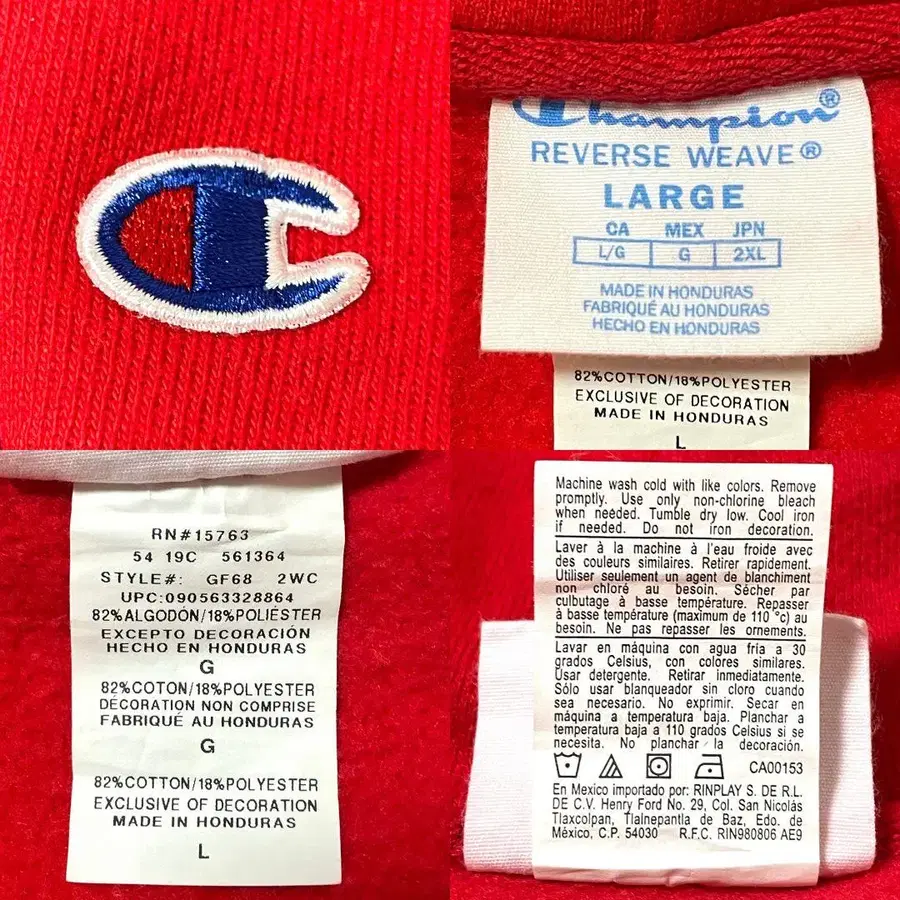 Champion®
REVERSE WEAVE®
LARGE
CA MEX JPN
L/G G 2XL
MADE IN HONDURAS
FABRIQUÉ AU HONDURAS
HECHO EN HONDURAS
82%COTTON/18%POLYESTER
EXCLUSIVE OF DECORATION
MADE IN HONDURAS
L
RN#15763
54 19C 561364
STYLE#: GF68 2WC
UPC:090563328864
82%ALGODÓN/18%POLIÉSTER
EXCEPTO DECORACIÓN
HECHO EN HONDURAS
G
82%COTON/18%POLYESTER
DÉCORATION NON COMPRISE
FABRIQUÉ AU HONDURAS
G
82%COTTON/18%POLYESTER
EXCLUSIVE OF DECORATION
MADE IN HONDURAS
L
Machine wash cold with like colors. Remove
promptly. Use only non-chlorine bleach
when needed. Tumble dry low. Cool iron
if needed. Do not iron decoration.
Laver à la machine à l'eau froide avec
des couleurs similaires. Retirer rapidement.
Utiliser seulement un agent de blanchiment
non chloré au besoin. Sécher par
culbutage à basse température. Repasser
à basse température (maximum de 110 °c) au
besoin. Ne pas repasser les ornements.
Lavar en máquina con agua fría a 30
grados Celsius, con colores similares.
Usar detergente. Retirar inmediatamente.
Sólo usar blanqueador sin cloro cuando
sea necesario. No exprimir. Secar en
máquina a temperatura baja. Planchar a
temperatura baja a 110 grados Celsius si se
necesita. No planchar la decoración.
CA00153
En Mexico importado por: RINPLAY S. DE R.L.
DE C.V. Henry Ford No. 29, Col. San Nicolás
Tlaxcolpan, Tlalnepantla de Baz, Edo. de
México, C.P. 54030 R.F.C. RIN980806 AE9